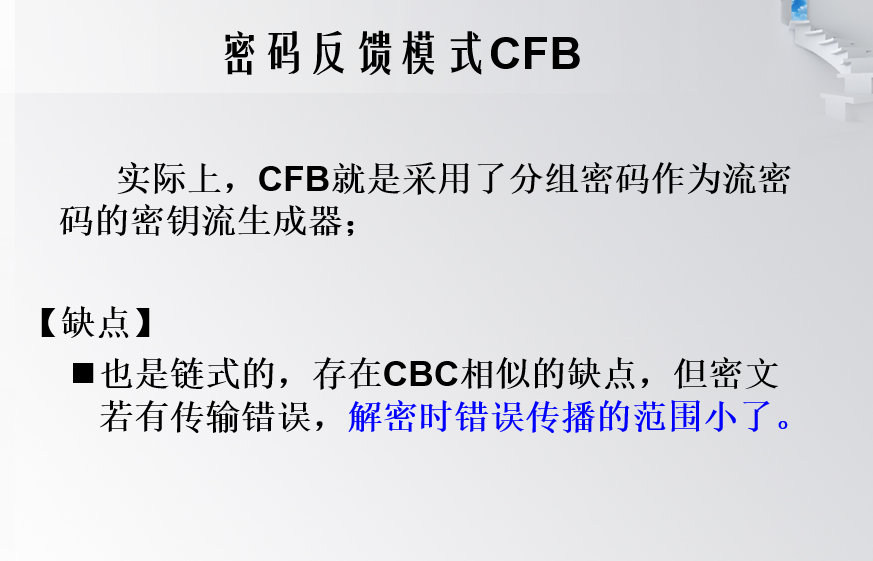 密码反馈模式CFB
实际上，CFB就是采用了分组密码作为流密
码的密钥流生成器；
【缺点】
■也是链式的，存在CBC相似的缺点，但密文
若有传输错误，解密时错误传播的范围小了。